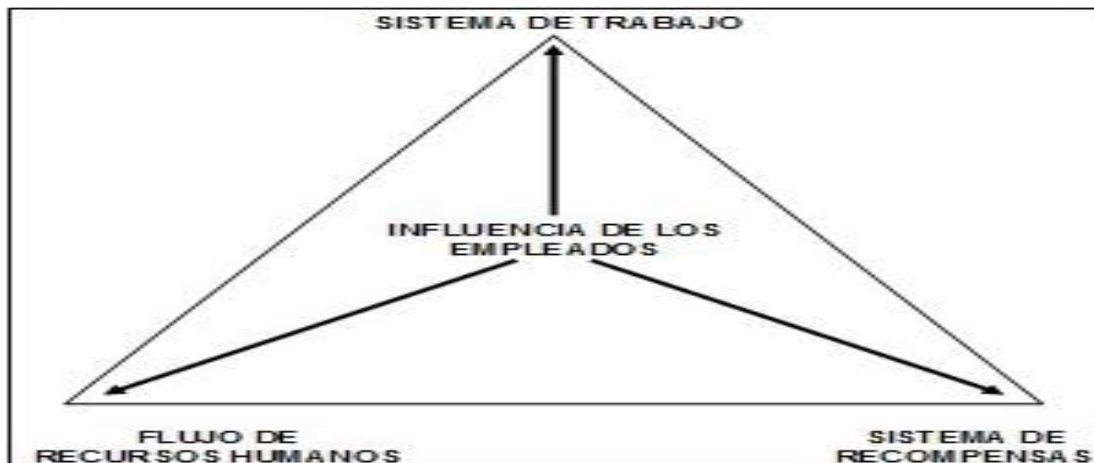 SISTEMA DE TRABAJO
INFLUENCIA DE LOS
EMPLEADOS
FLUJO DE
RECURSOS HUMANOS
SISTEMA DE
RECOMPENSAS